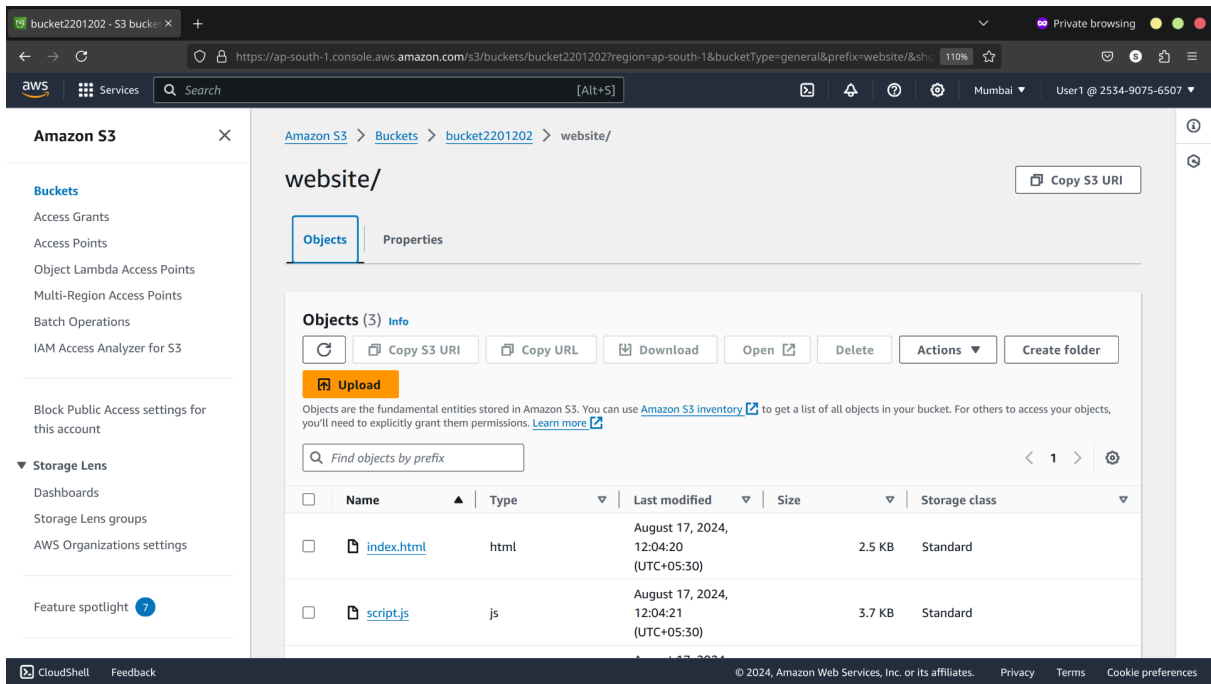 bucket2201202 - S3 bucket
Private browsing
https://ap-south-1.console.aws.amazon.com/s3/buckets/bucket2201202?region=ap-south-1&bucketType=general&prefix=website/&sho
110%
aws
Services
Search
[Alt+S]
Mumbai
User1 @ 2534-9075-6507
Amazon S3
Buckets
Access Grants
Access Points
Object Lambda Access Points
Multi-Region Access Points
Batch Operations
IAM Access Analyzer for S3
Block Public Access settings for
this account
Storage Lens
Dashboards
Storage Lens groups
AWS Organizations settings
Feature spotlight 7
Amazon S3 > Buckets > bucket2201202 > website/
website/
Copy S3 URI
Objects
Properties
Objects (3) Info
Copy S3 URI
Copy URL
Download
Open
Delete
Actions
Create folder
Upload
Objects are the fundamental entities stored in Amazon S3. You can use Amazon S3 inventory to get a list of all objects in your bucket. For others to access your objects,
you'll need to explicitly grant them permissions. Learn more
Find objects by prefix
1
Name Type Last modified Size Storage class
index.html html August 17, 2024,
12:04:20
(UTC+05:30) 2.5 KB Standard
script.js js August 17, 2024,
12:04:21
(UTC+05:30) 3.7 KB Standard
CloudShell Feedback
© 2024, Amazon Web Services, Inc. or its affiliates. Privacy Terms Cookie preferences